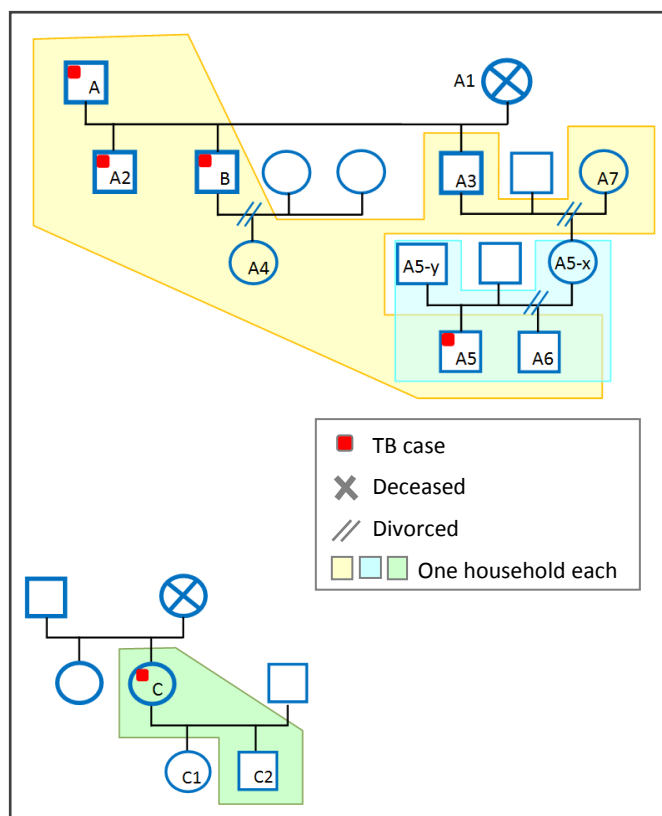 A
A1
A2
B
A3
A7
A4
A5-y
A5-x
A5
A6
TB case
Deceased
Divorced
One household each
C
C1
C2